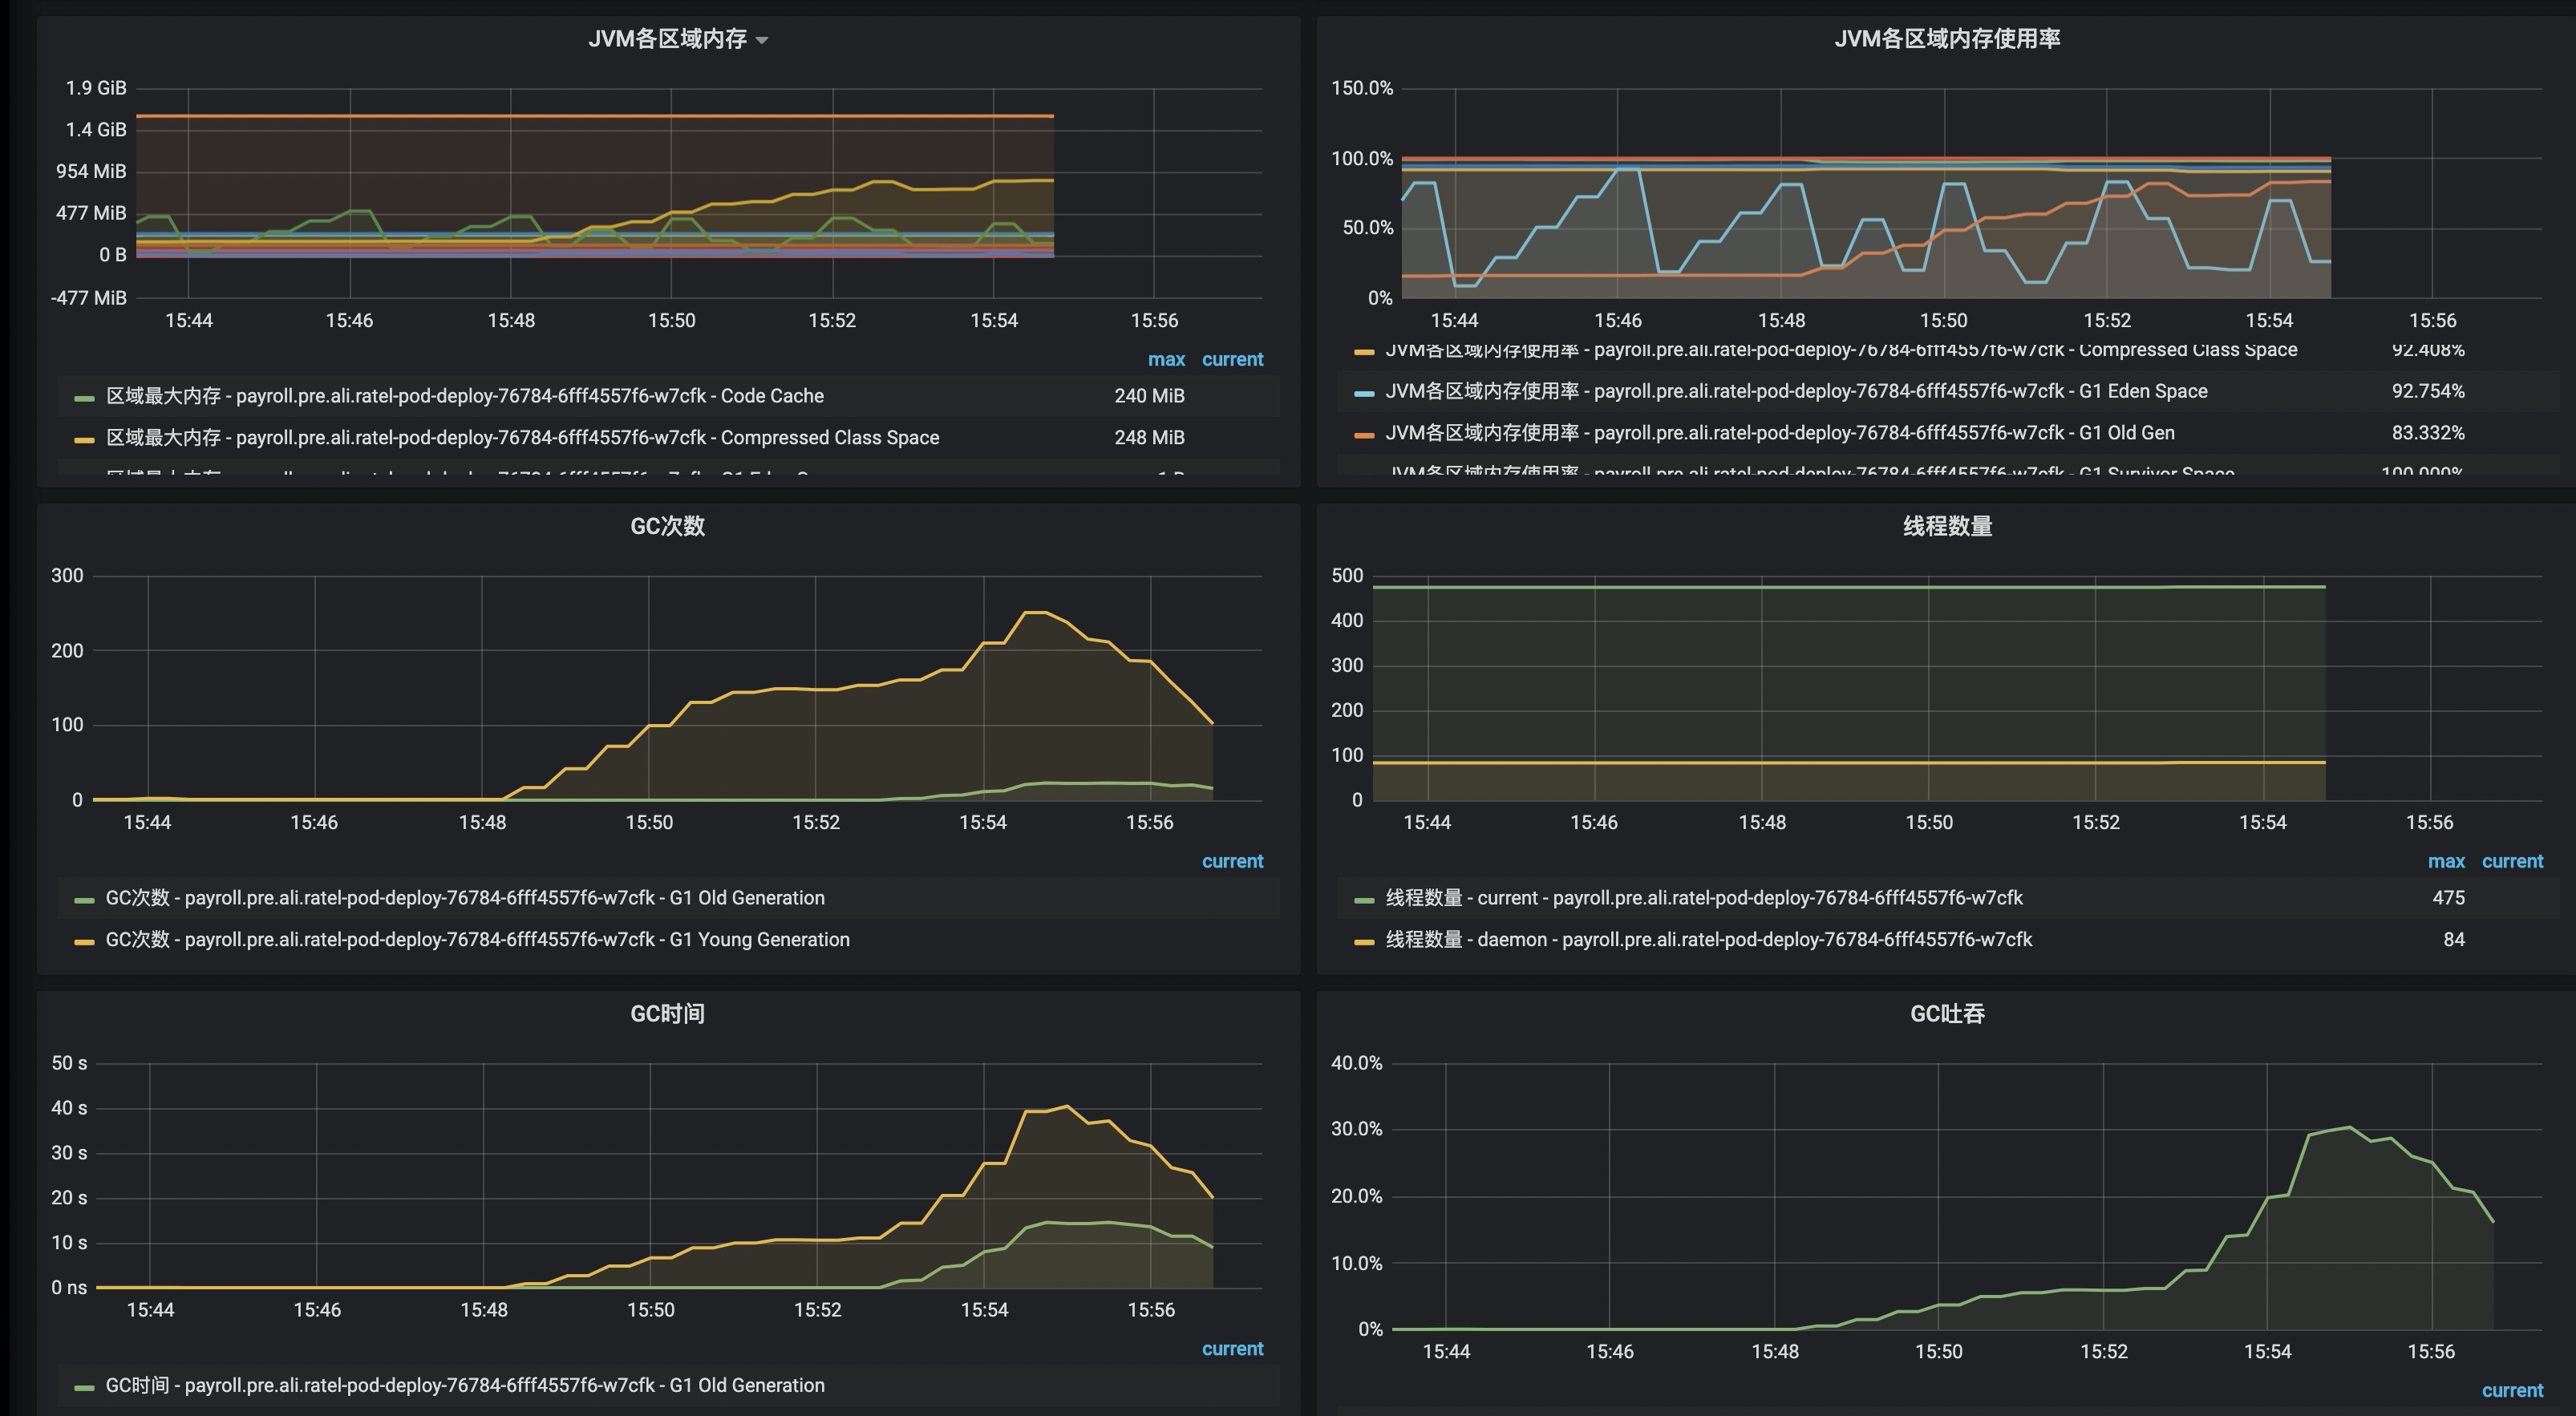 JVM各区域内存
1.9 GiB
1.4 GiB
954 MiB
477 MiB
0 B
-477 MiB
15:44 15:46 15:48 15:50 15:52 15:54 15:56
max current
区域最大内存 - payroll.pre.ali.ratel-pod-deploy-76784-6fff4557f6-w7cfk - Code Cache 240 MiB
区域最大内存 - payroll.pre.ali.ratel-pod-deploy-76784-6fff4557f6-w7cfk - Compressed Class Space 248 MiB
JVM各区域内存使用率
150.0%
100.0%
50.0%
0%
15:44 15:46 15:48 15:50 15:52 15:54 15:56
JVM各区域内存使用率 - payroll.pre.ali.ratel-pod-deploy-76784-6fff4557f6-w7cfk - Compressed Class Space 92.408%
JVM各区域内存使用率 - payroll.pre.ali.ratel-pod-deploy-76784-6fff4557f6-w7cfk - G1 Eden Space 92.754%
JVM各区域内存使用率 - payroll.pre.ali.ratel-pod-deploy-76784-6fff4557f6-w7cfk - G1 Old Gen 83.332%
JVM各区域内存使用率 - payroll.pre.ali.ratel-pod-deploy-76784-6fff4557f6-w7cfk - G1 Survivor Space 100.000%
GC次数
300
200
100
0
15:44 15:46 15:48 15:50 15:52 15:54 15:56
current
GC次数 - payroll.pre.ali.ratel-pod-deploy-76784-6fff4557f6-w7cfk - G1 Old Generation
GC次数 - payroll.pre.ali.ratel-pod-deploy-76784-6fff4557f6-w7cfk - G1 Young Generation
线程数量
500
400
300
200
100
0
15:44 15:46 15:48 15:50 15:52 15:54 15:56
max current
线程数量 - current - payroll.pre.ali.ratel-pod-deploy-76784-6fff4557f6-w7cfk 475
线程数量 - daemon - payroll.pre.ali.ratel-pod-deploy-76784-6fff4557f6-w7cfk 84
GC时间
50 s
40 s
30 s
20 s
10 s
0 ns
15:44 15:46 15:48 15:50 15:52 15:54 15:56
current
GC时间 - payroll.pre.ali.ratel-pod-deploy-76784-6fff4557f6-w7cfk - G1 Old Generation
GC吐吞
40.0%
30.0%
20.0%
10.0%
0%
15:44 15:46 15:48 15:50 15:52 15:54 15:56
current